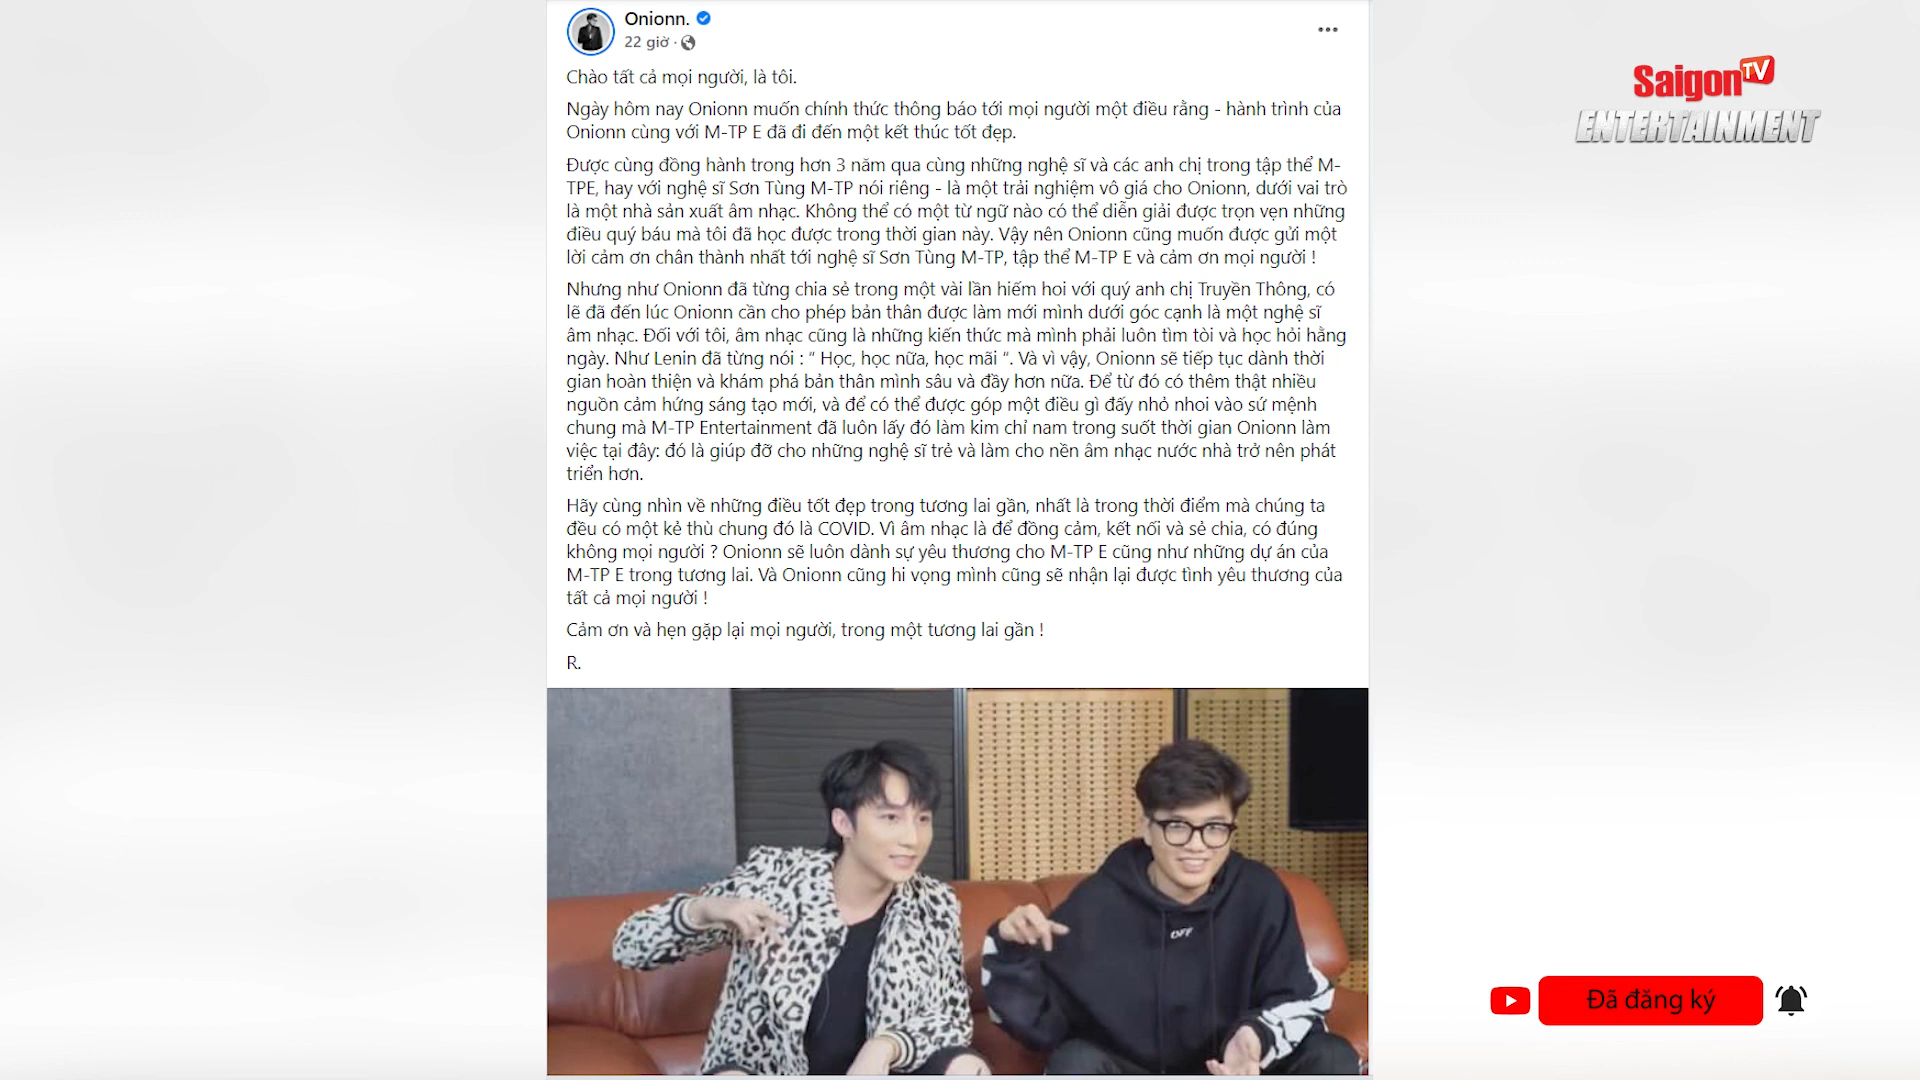 Onionn.
22 giờ ·
Chào tất cả mọi người, là tôi.
Ngày hôm nay Onionn muốn chính thức thông báo tới mọi người một điều rằng - hành trình của
Onionn cùng với M-TP E đã đi đến một kết thúc tốt đẹp.
Được cùng đồng hành trong hơn 3 năm qua cùng những nghệ sĩ và các anh chị trong tập thể M-
TPE, hay với nghệ sĩ Sơn Tùng M-TP nói riêng - là một trải nghiệm vô giá cho Onionn, dưới vai trò
là một nhà sản xuất âm nhạc. Không thể có một từ ngữ nào có thể diễn giải được trọn vẹn những
điều quý báu mà tôi đã học được trong thời gian này. Vậy nên Onionn cũng muốn được gửi một
lời cảm ơn chân thành nhất tới nghệ sĩ Sơn Tùng M-TP, tập thể M-TP E và cảm ơn mọi người !
Nhưng như Onionn đã từng chia sẻ trong một vài lần hiếm hoi với quý anh chị Truyền Thông, có
lẽ đã đến lúc Onionn cần cho phép bản thân được làm mới mình dưới góc cạnh là một nghệ sĩ
âm nhạc. Đối với tôi, âm nhạc cũng là những kiến thức mà mình phải luôn tìm tòi và học hỏi hằng
ngày. Như Lenin đã từng nói : “ Học, học nữa, học mãi “. Và vì vậy, Onionn sẽ tiếp tục dành thời
gian hoàn thiện và khám phá bản thân mình sâu và đầy hơn nữa. Để từ đó có thêm thật nhiều
nguồn cảm hứng sáng tạo mới, và để có thể được góp một điều gì đấy nhỏ nhoi vào sứ mệnh
chung mà M-TP Entertainment đã luôn lấy đó làm kim chỉ nam trong suốt thời gian Onionn làm
việc tại đây: đó là giúp đỡ cho những nghệ sĩ trẻ và làm cho nền âm nhạc nước nhà trở nên phát
triển hơn.
Hãy cùng nhìn về những điều tốt đẹp trong tương lai gần, nhất là trong thời điểm mà chúng ta
đều có một kẻ thù chung đó là COVID. Vì âm nhạc là để đồng cảm, kết nối và sẻ chia, có đúng
không mọi người ? Onionn sẽ luôn dành sự yêu thương cho M-TP E cũng như những dự án của
M-TP E trong tương lai. Và Onionn cũng hi vọng mình cũng sẽ nhận lại được tình yêu thương của
tất cả mọi người !
Cảm ơn và hẹn gặp lại mọi người, trong một tương lai gần !
R.
OFF
Saigon TV
ENTERTAINMENT
Đã đăng ký